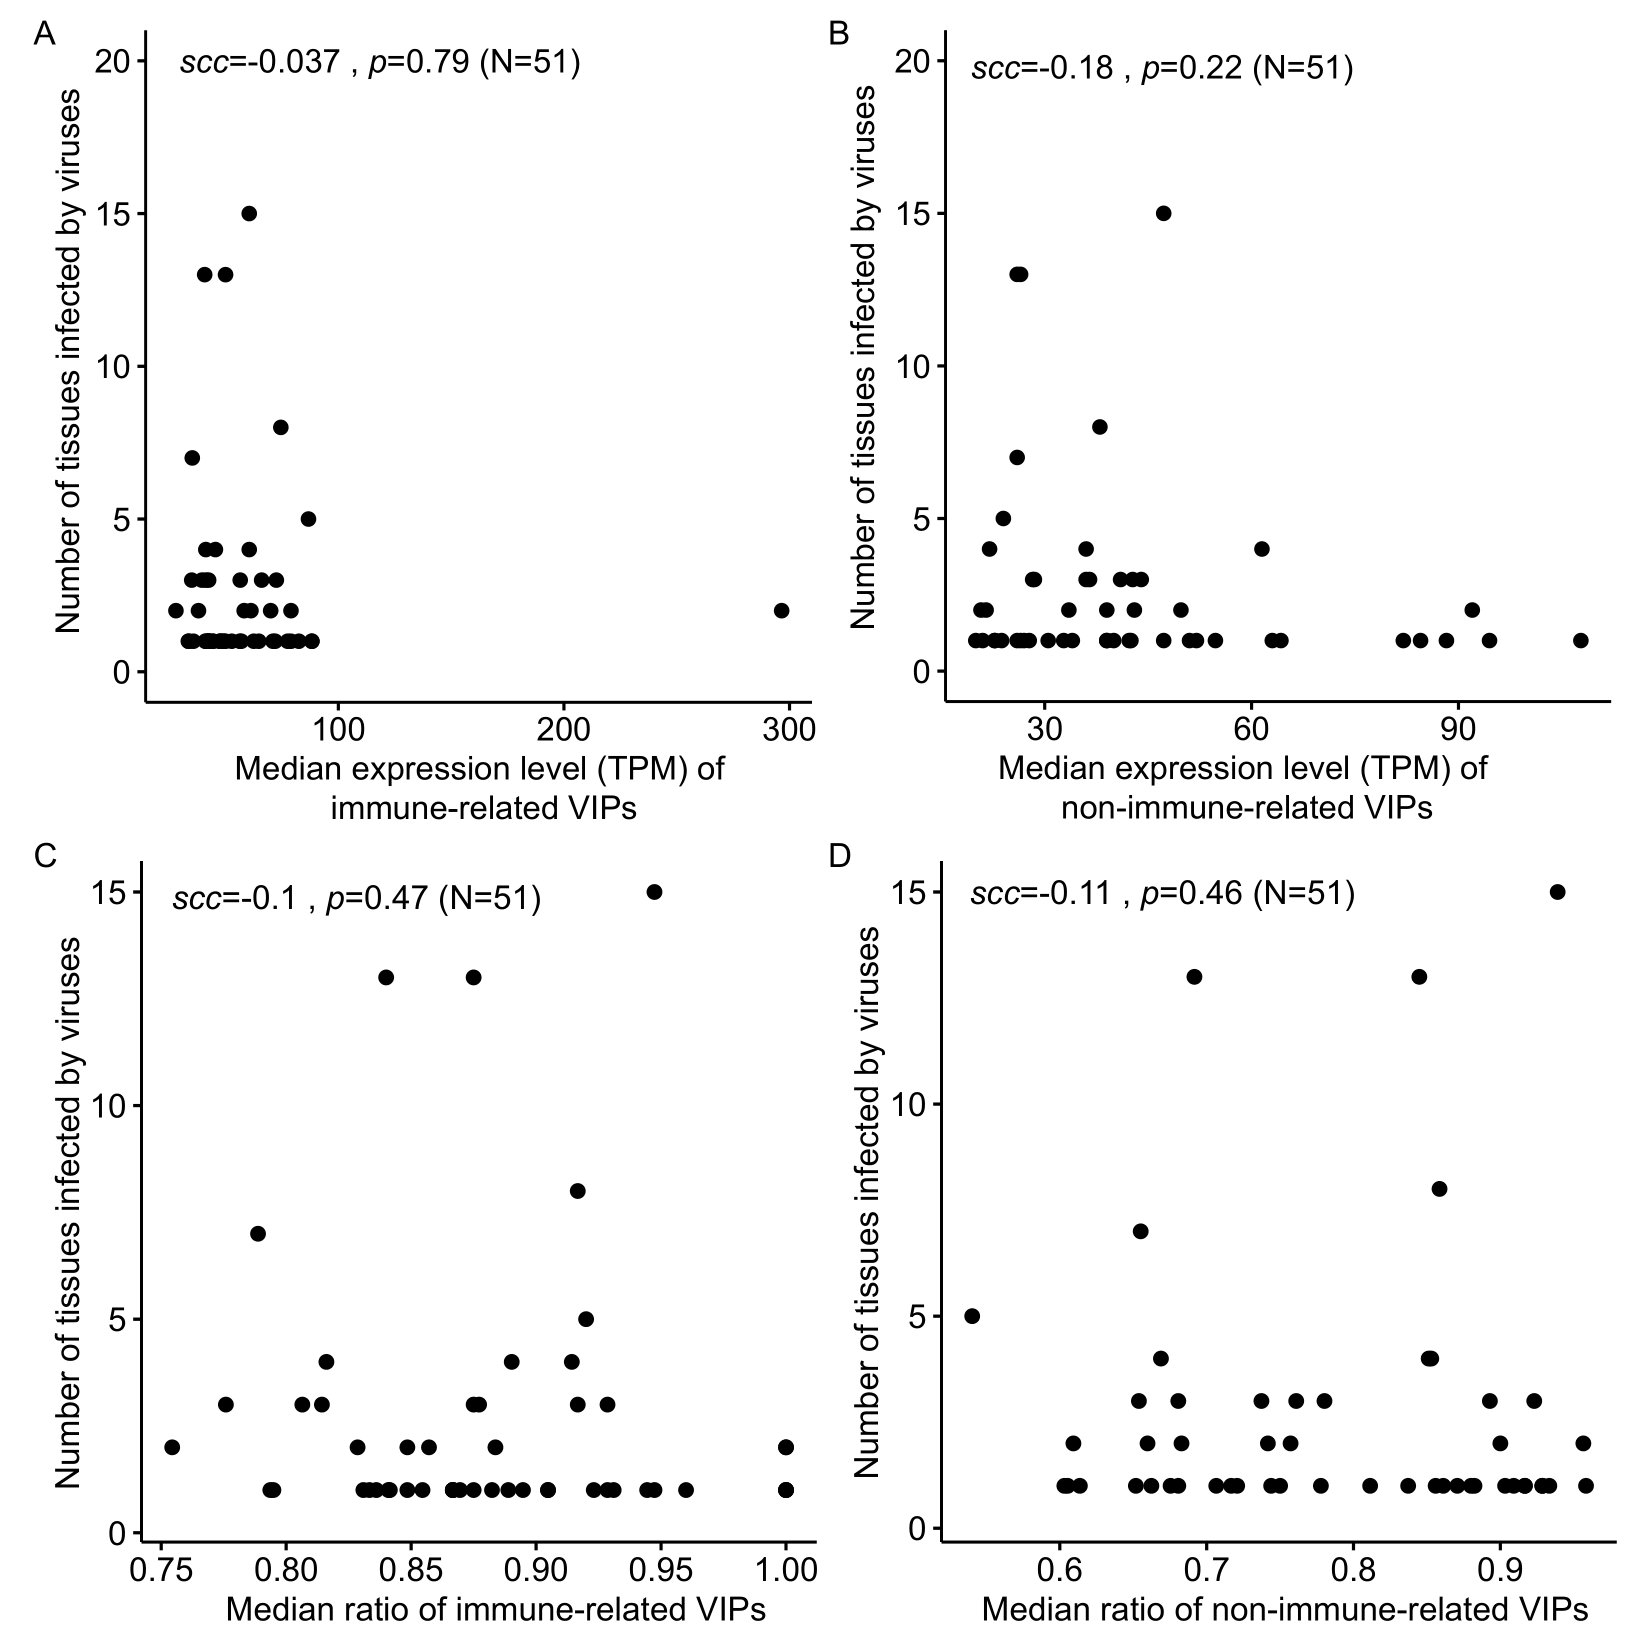 A
scc=-0.037 , p=0.79 (N=51)
Number of tissues infected by viruses
20
15
10
5
0
100 200 300
Median expression level (TPM) of
immune-related VIPs
B
scc=-0.18 , p=0.22 (N=51)
Number of tissues infected by viruses
20
15
10
5
0
30 60 90
Median expression level (TPM) of
non-immune-related VIPs
C
scc=-0.1 , p=0.47 (N=51)
Number of tissues infected by viruses
15
10
5
0
0.75 0.80 0.85 0.90 0.95 1.00
Median ratio of immune-related VIPs
D
scc=-0.11 , p=0.46 (N=51)
Number of tissues infected by viruses
15
10
5
0
0.6 0.7 0.8 0.9
Median ratio of non-immune-related VIPs